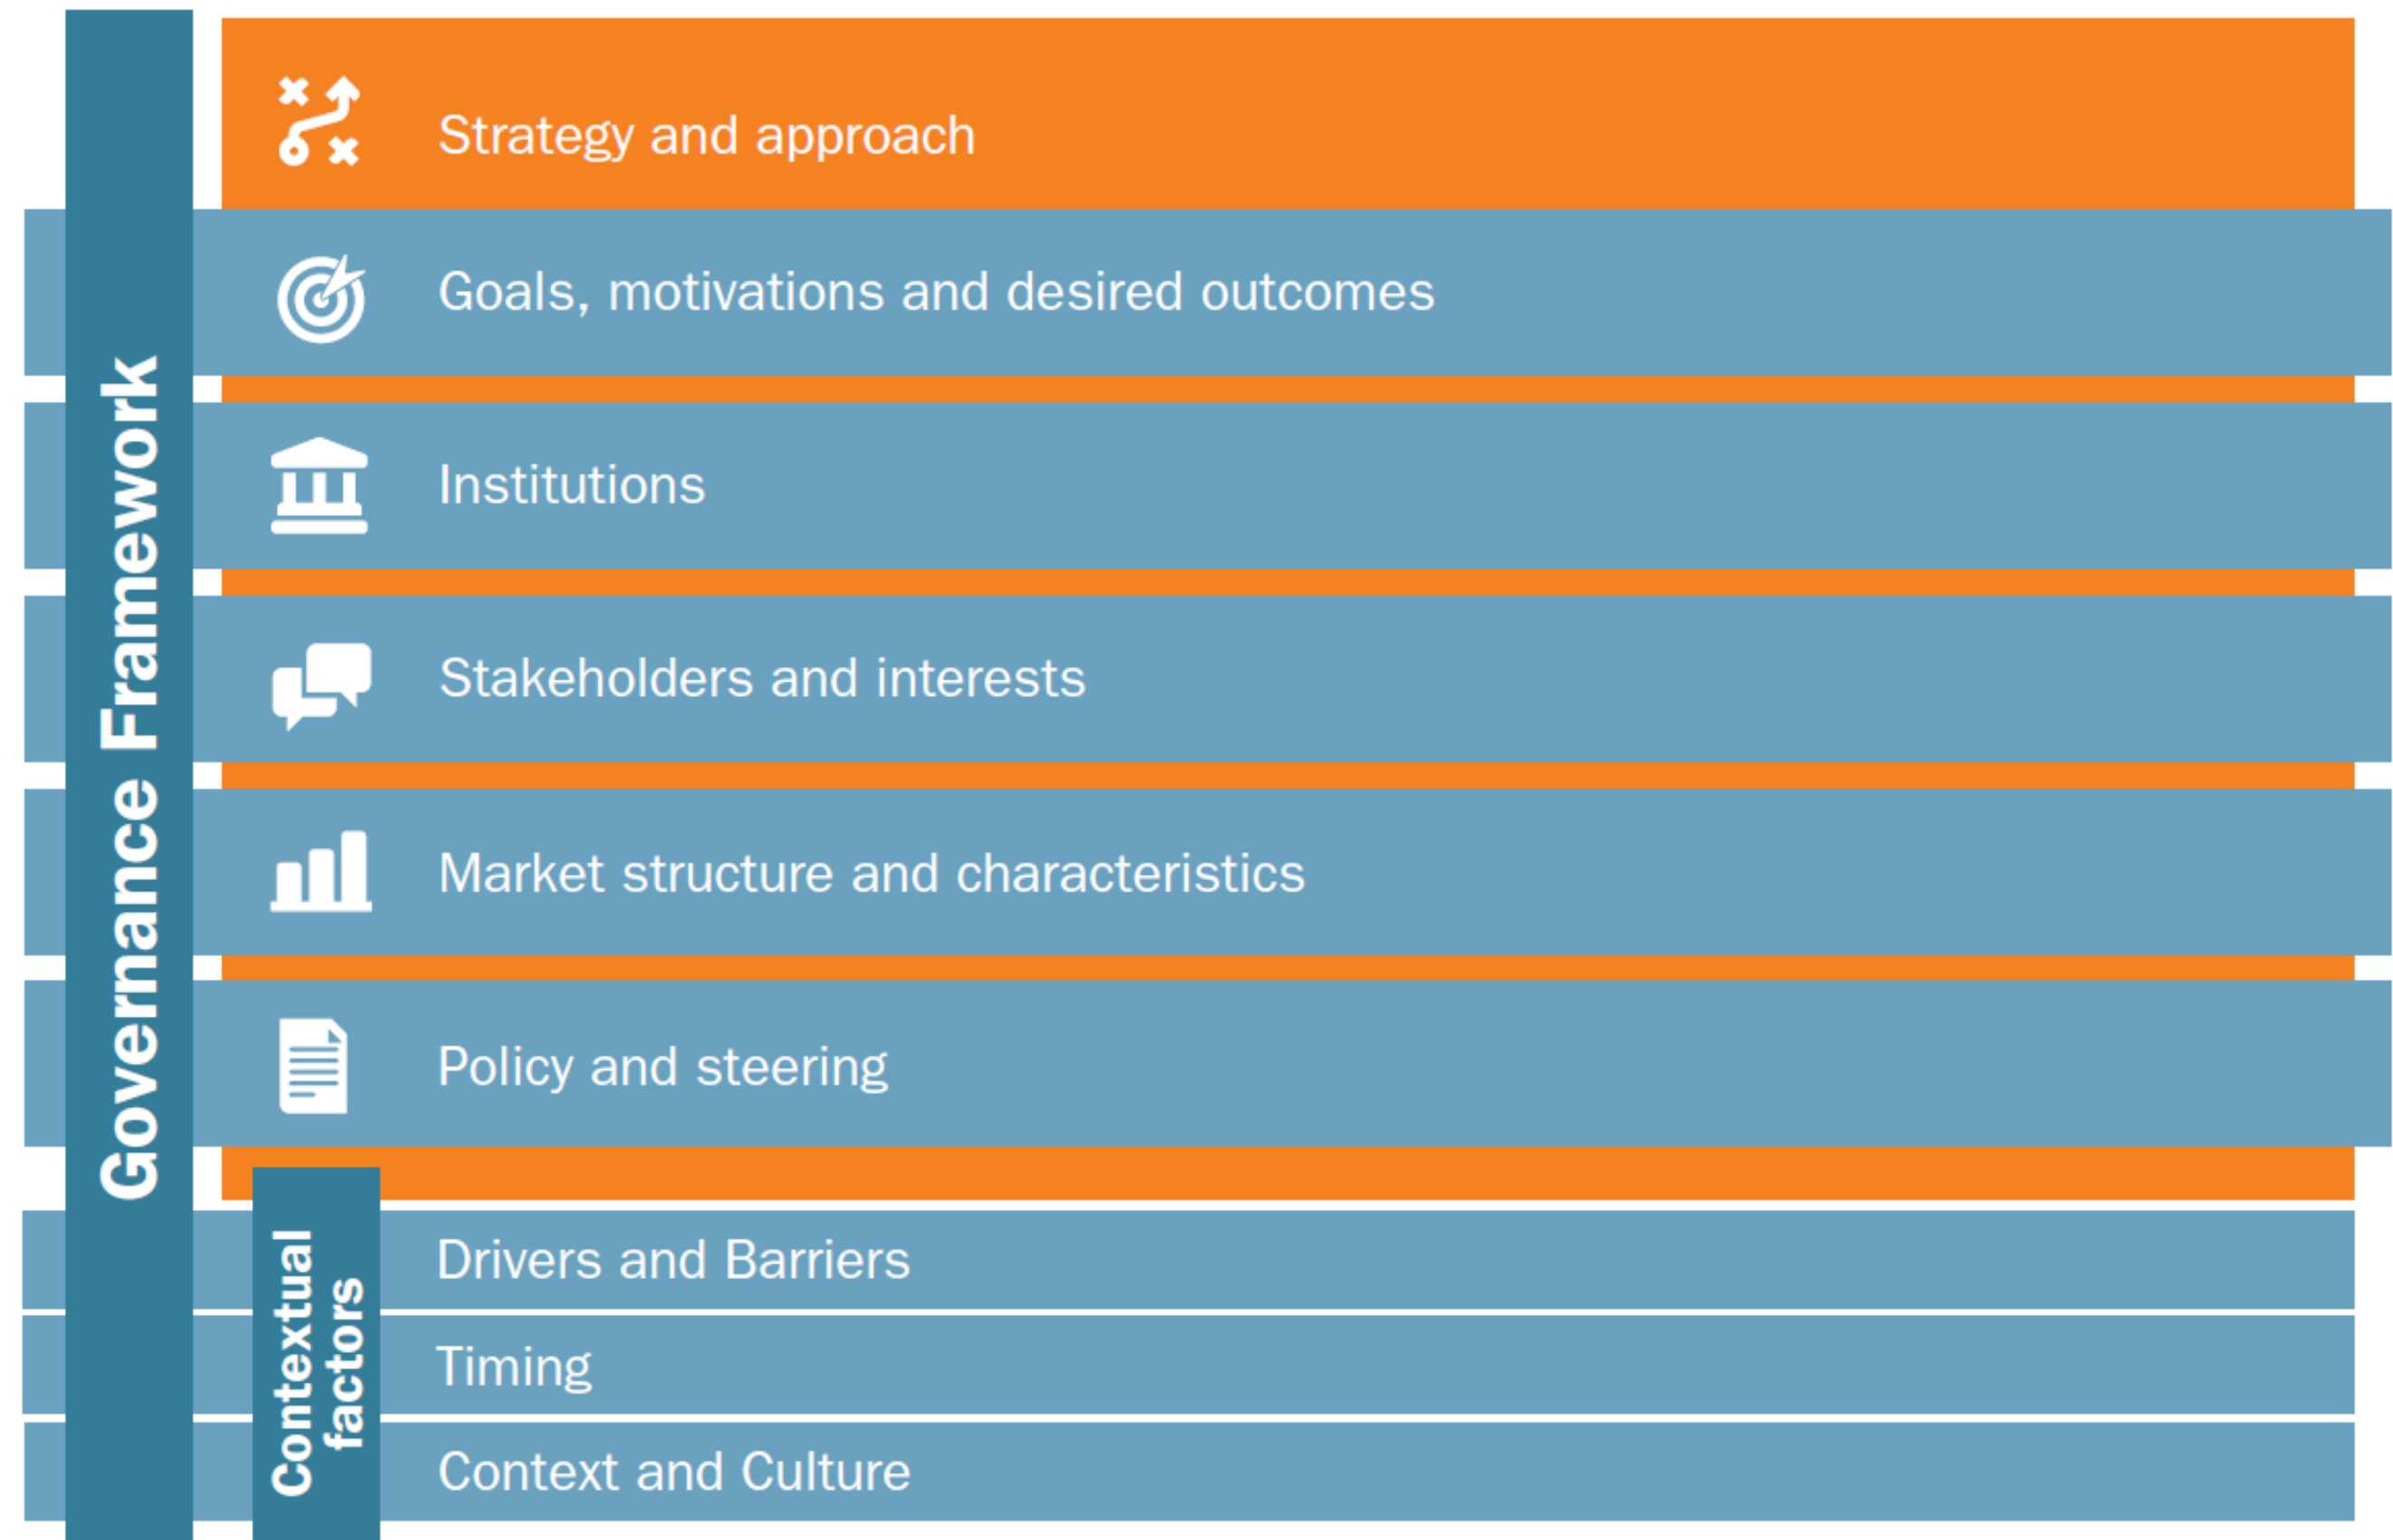 Governance Framework
Strategy and approach
Goals, motivations and desired outcomes
Institutions
Stakeholders and interests
Market structure and characteristics
Policy and steering
Contextual
factors
Drivers and Barriers
Timing
Context and Culture